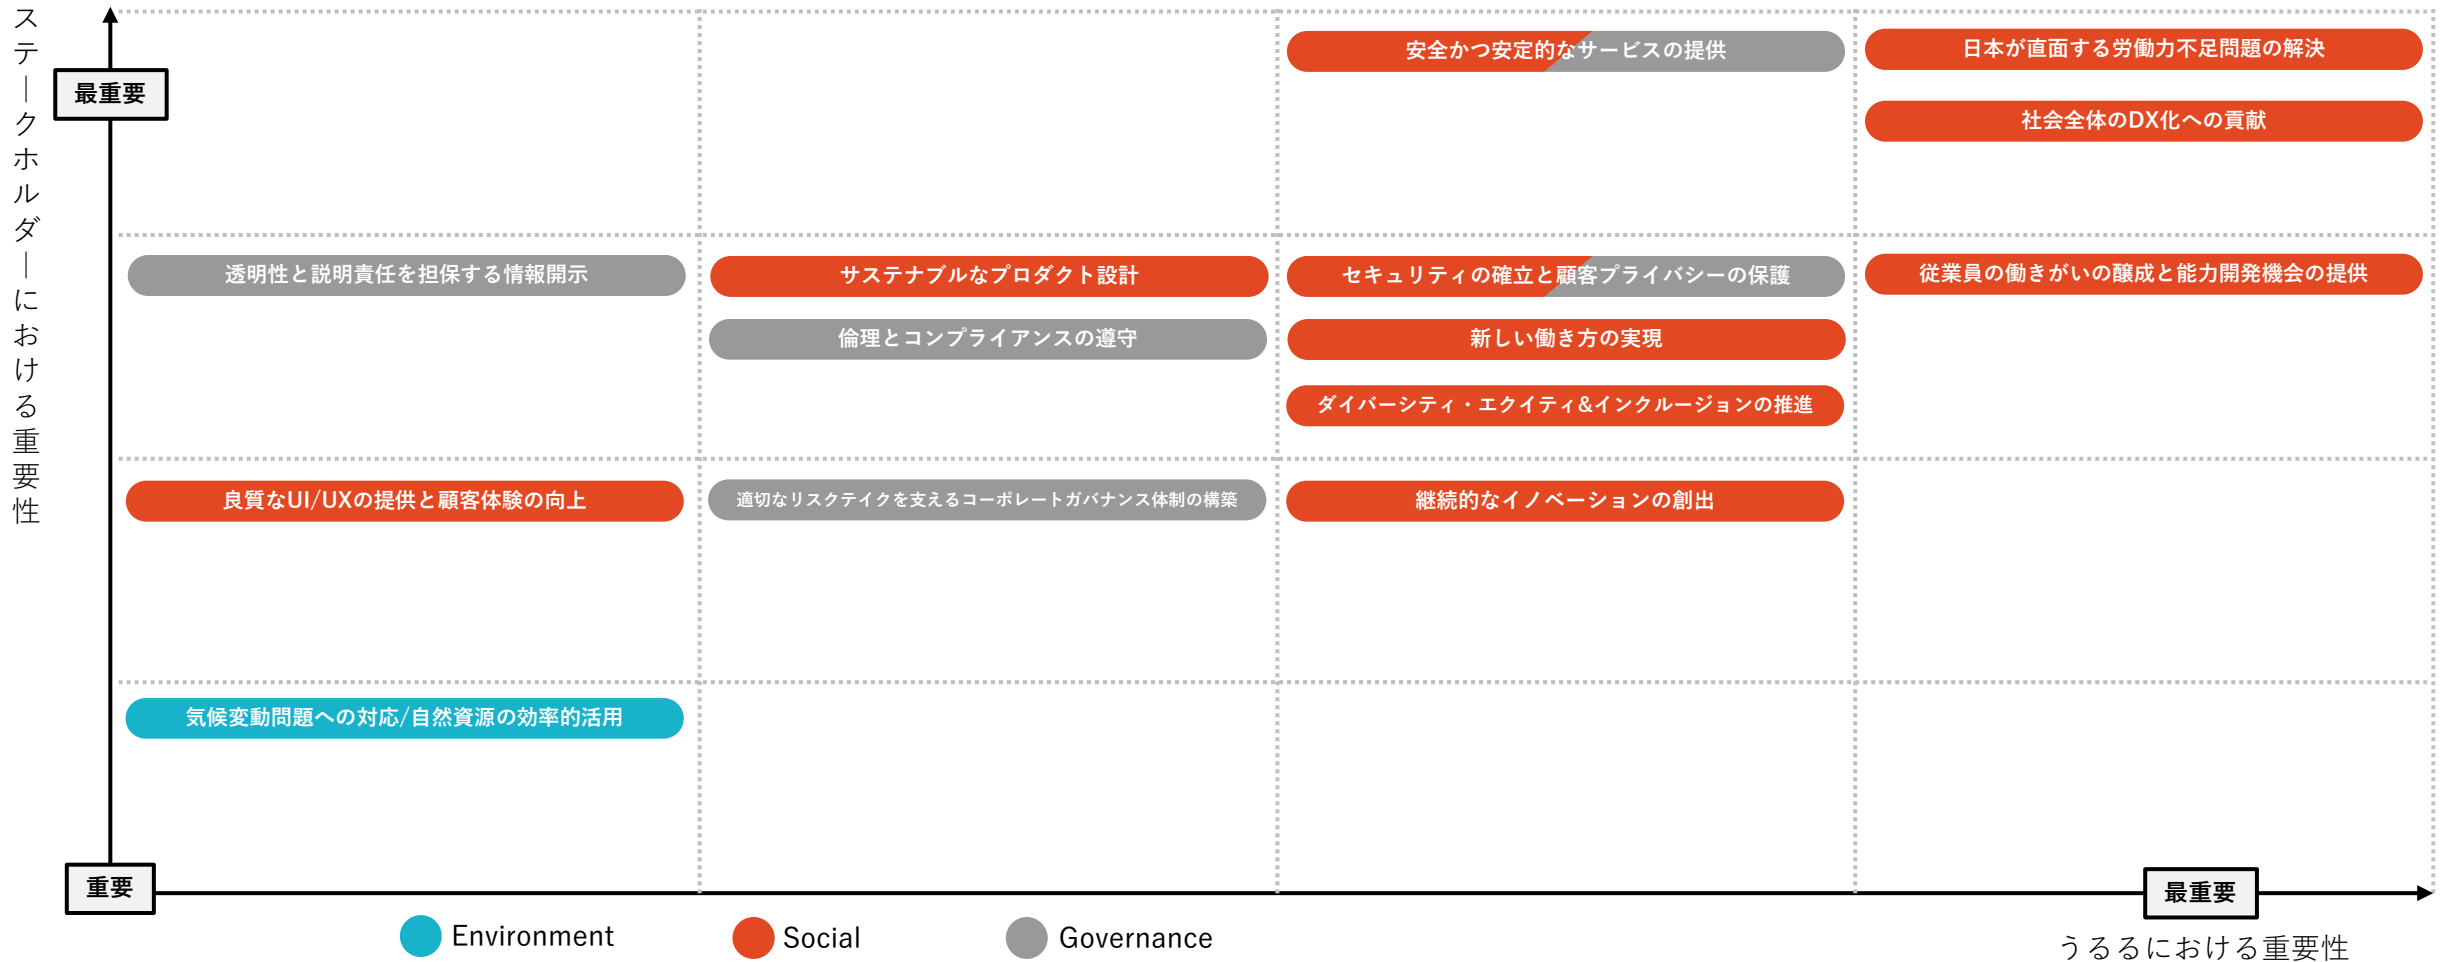 ステークホルダーにおける重要性
最重要
安全かつ安定的なサービスの提供
日本が直面する労働力不足問題の解決
社会全体のDX化への貢献
透明性と説明責任を担保する情報開示
サステナブルなプロダクト設計
セキュリティの確立と顧客プライバシーの保護
従業員の働きがいの醸成と能力開発機会の提供
倫理とコンプライアンスの遵守
新しい働き方の実現
ダイバーシティ・エクイティ&インクルージョンの推進
良質なUI/UXの提供と顧客体験の向上
適切なリスクテイクを支えるコーポレートガバナンス体制の構築
継続的なイノベーションの創出
気候変動問題への対応/自然資源の効率的活用
重要
最重要
Environment
Social
Governance
うるるにおける重要性